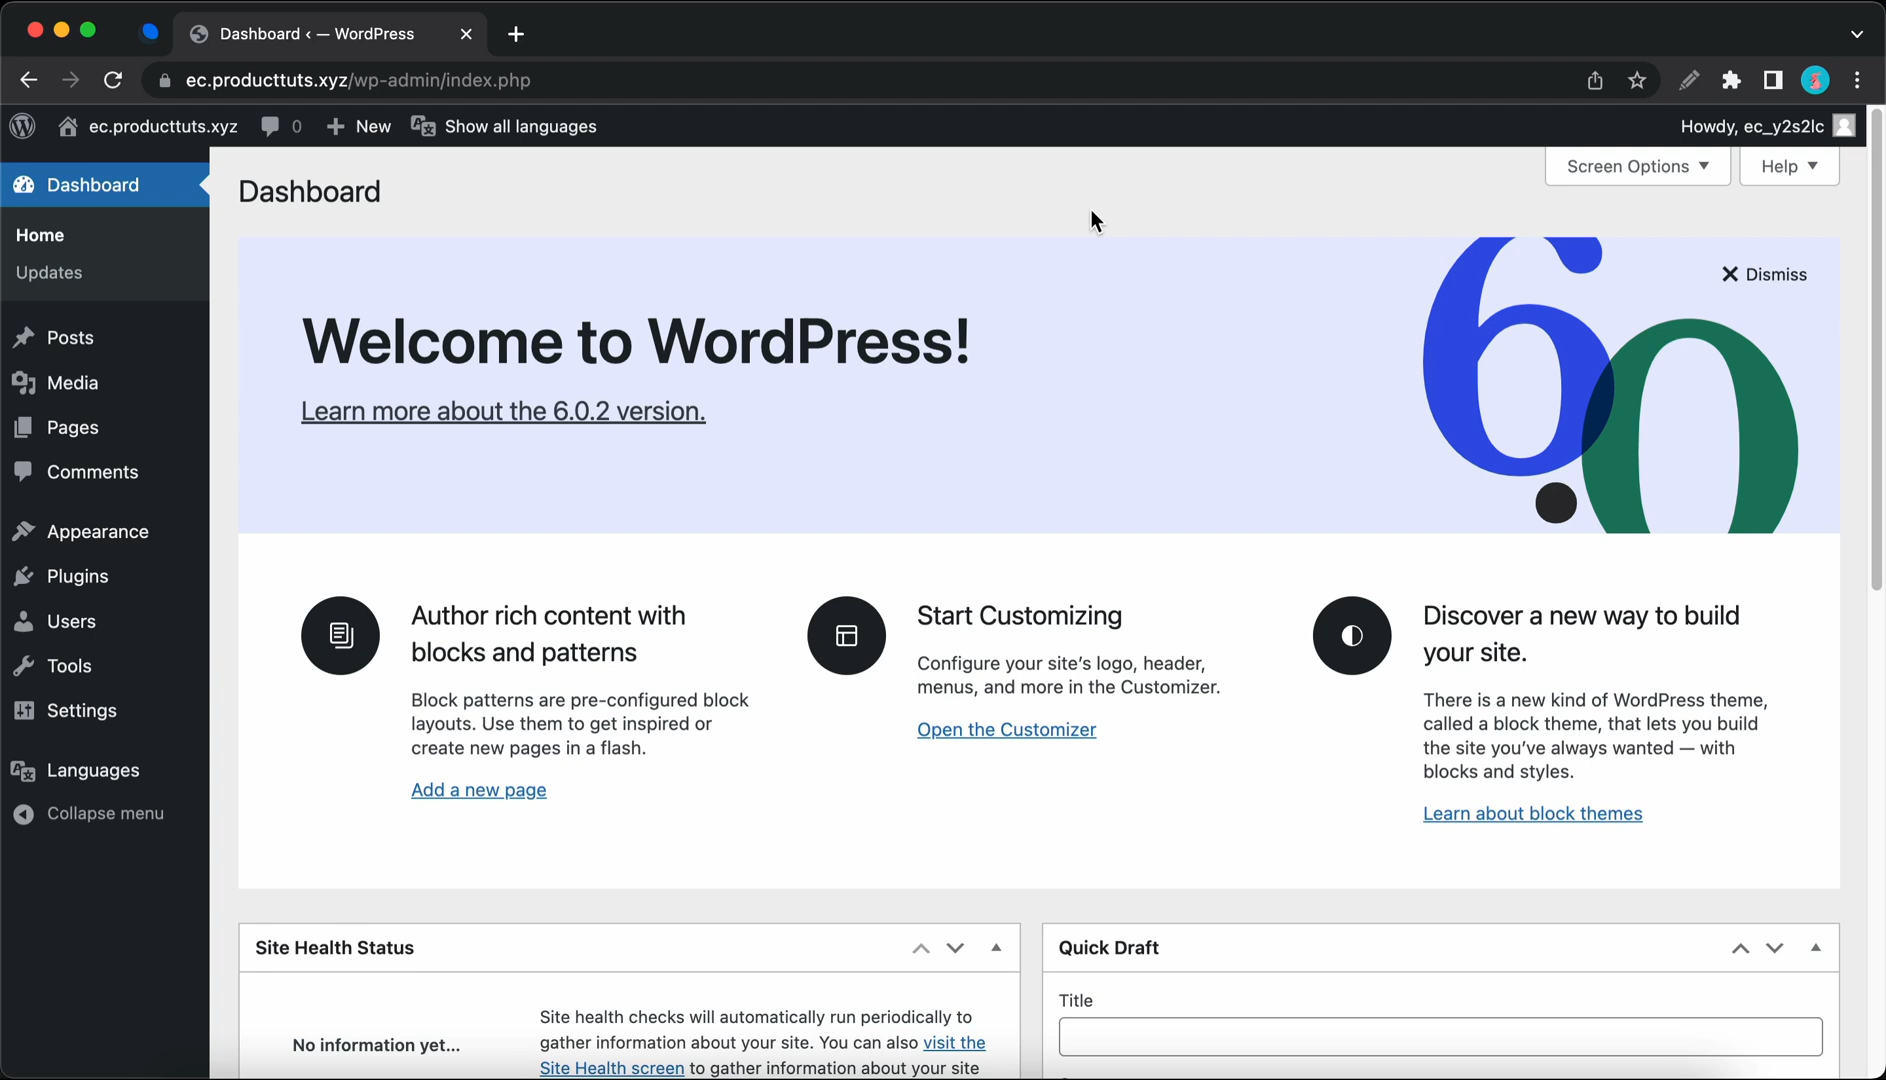 Dashboard ‹ — WordPress
ec.producttuts.xyz/wp-admin/index.php
ec.producttuts.xyz 0 New Show all languages Howdy, ec_y2s2lc
Screen Options Help
Dashboard
Home
Updates
Posts
Media
Pages
Comments
Appearance
Plugins
Users
Tools
Settings
Languages
Collapse menu
Dashboard
6.0
Dismiss
Welcome to WordPress!
Learn more about the 6.0.2 version.
Author rich content with
blocks and patterns
Block patterns are pre-configured block
layouts. Use them to get inspired or
create new pages in a flash.
Add a new page
Start Customizing
Configure your site’s logo, header,
menus, and more in the Customizer.
Open the Customizer
Discover a new way to build
your site.
There is a new kind of WordPress theme,
called a block theme, that lets you build
the site you’ve always wanted — with
blocks and styles.
Learn about block themes
Site Health Status
No information yet...
Site health checks will automatically run periodically to
gather information about your site. You can also visit the
Site Health screen to gather information about your site
Quick Draft
Title